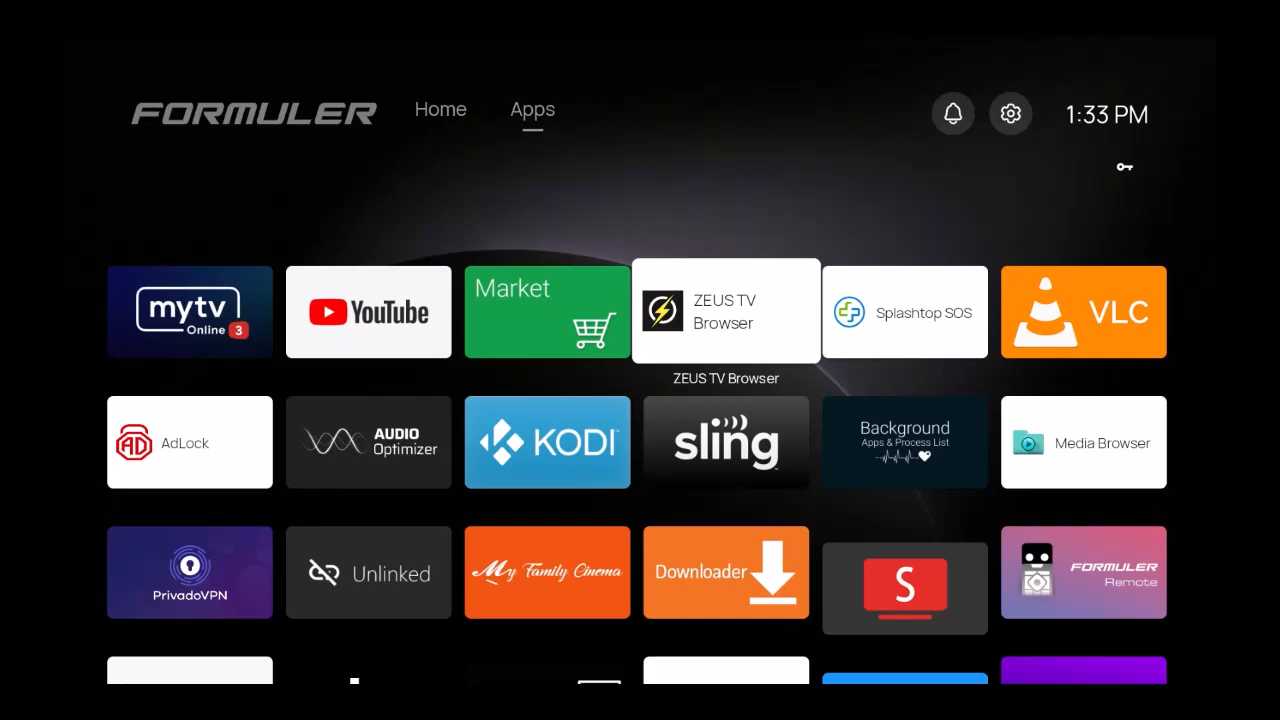 FORMULER
Home
Apps
1:33 PM
mytv
Online 3
YouTube
Market
ZEUS TV
Browser
Splashtop SOS
VLC
ZEUS TV Browser
AD
AdLock
AUDIO
Optimizer
KODI
sling
Background
Apps & Process List
Media Browser
PrivadoVPN
Unlinked
My Family Cinema
Downloader
S
FORMULER
Remote